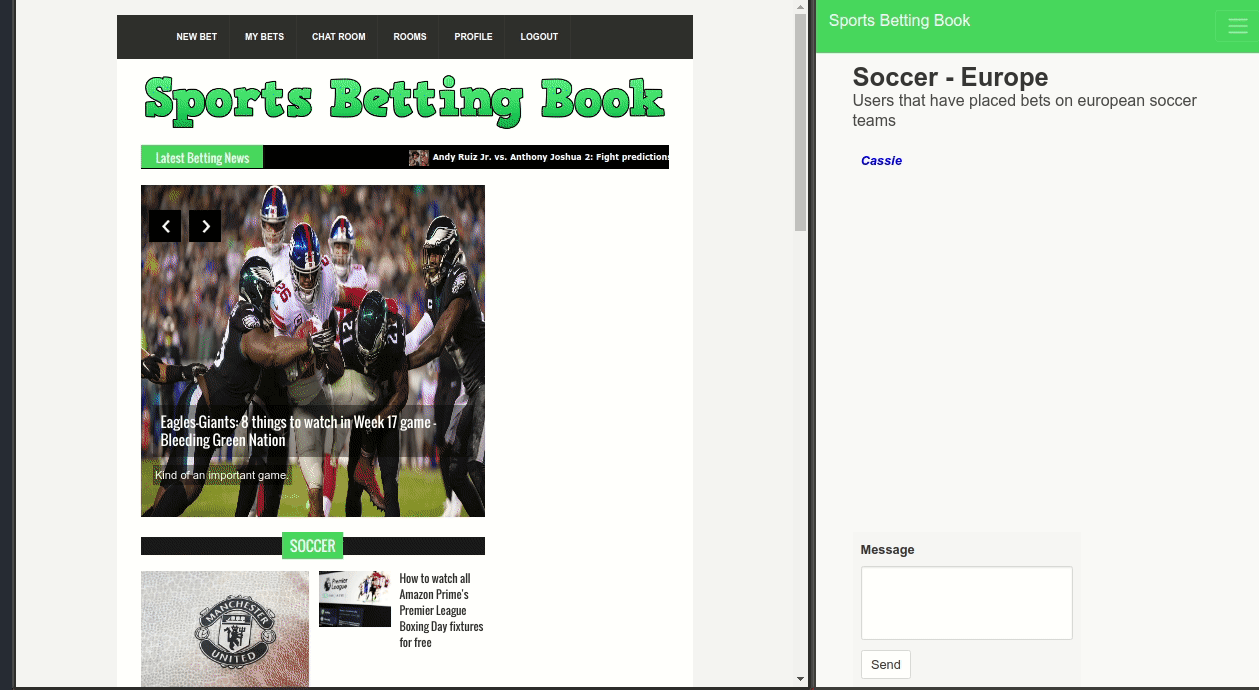 NEW BET MY BETS CHAT ROOM ROOMS PROFILE LOGOUT
Sports Betting Book
Latest Betting News
Andy Ruiz Jr. vs. Anthony Joshua 2: Fight predictions
Eagles-Giants: 8 things to watch in Week 17 game -
Bleeding Green Nation
Kind of an important game.
SOCCER
MANCHESTER
UNITED
Premier
League
How to watch all
Amazon Prime's
Premier League
Boxing Day fixtures
for free
Sports Betting Book
Soccer - Europe
Users that have placed bets on european soccer
teams
Cassie
Message
Send